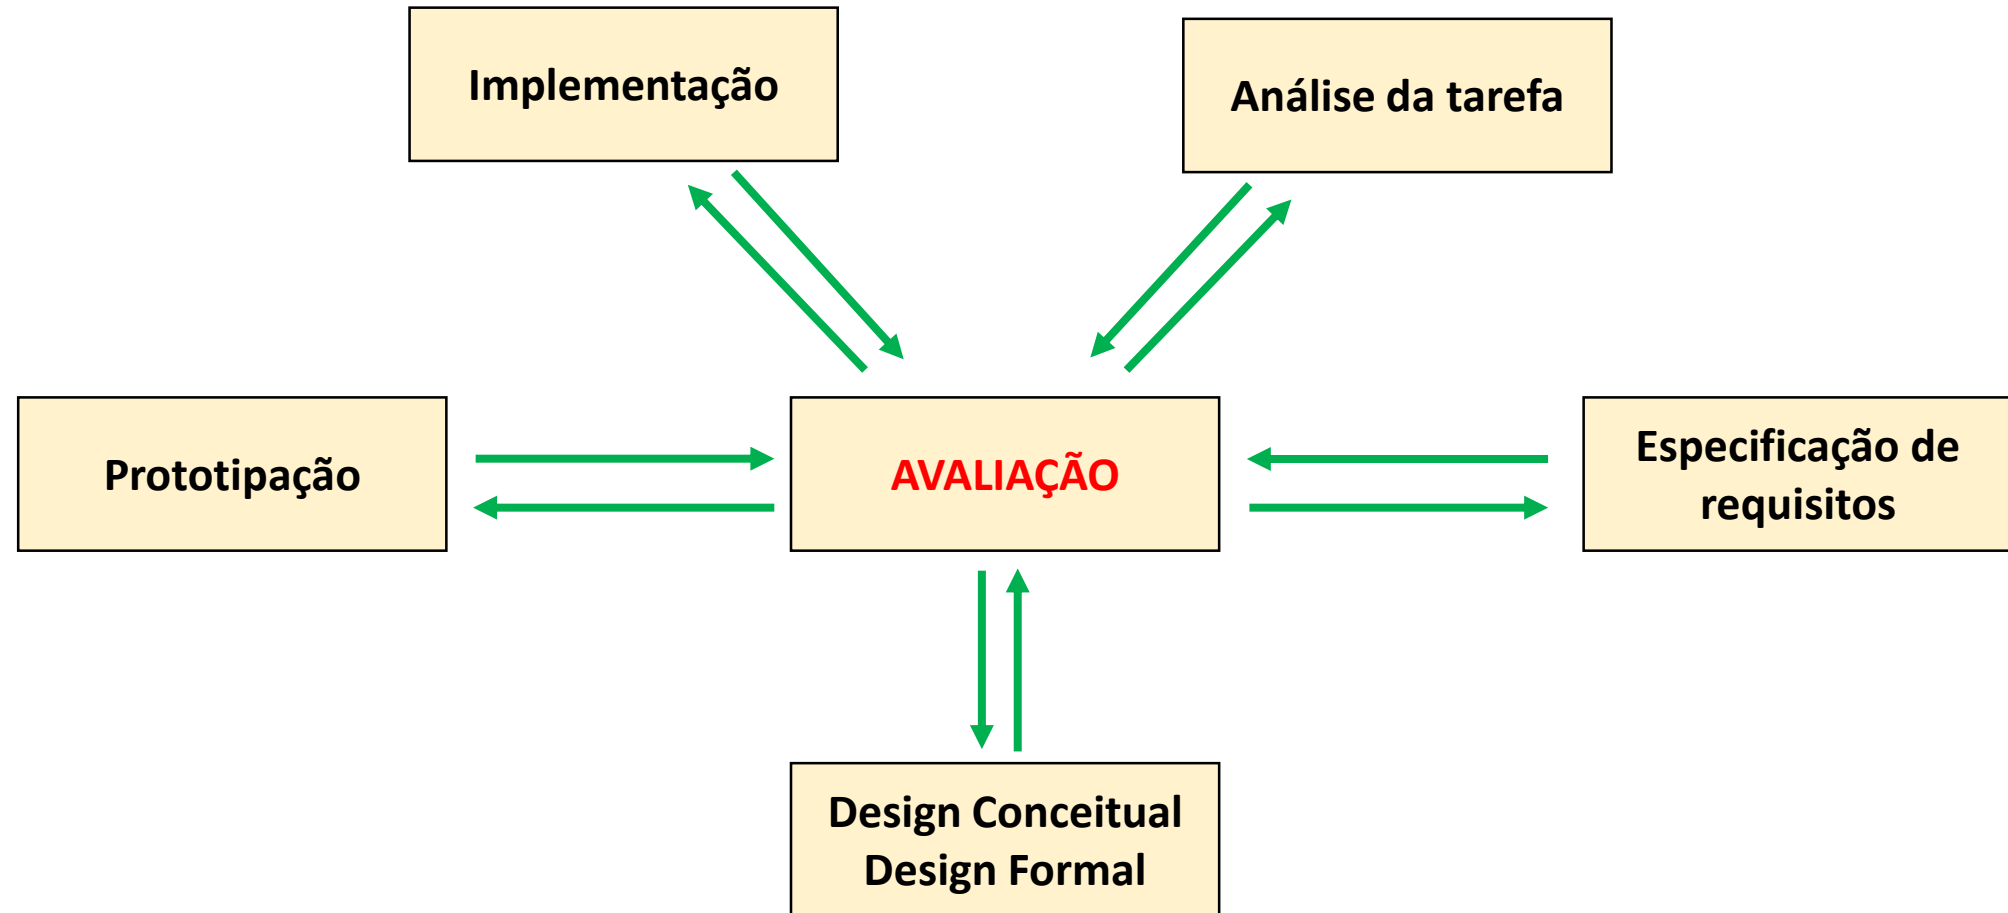 Implementação
Análise da tarefa
Prototipação
AVALIAÇÃO
Especificação de
requisitos
Design Conceitual
Design Formal